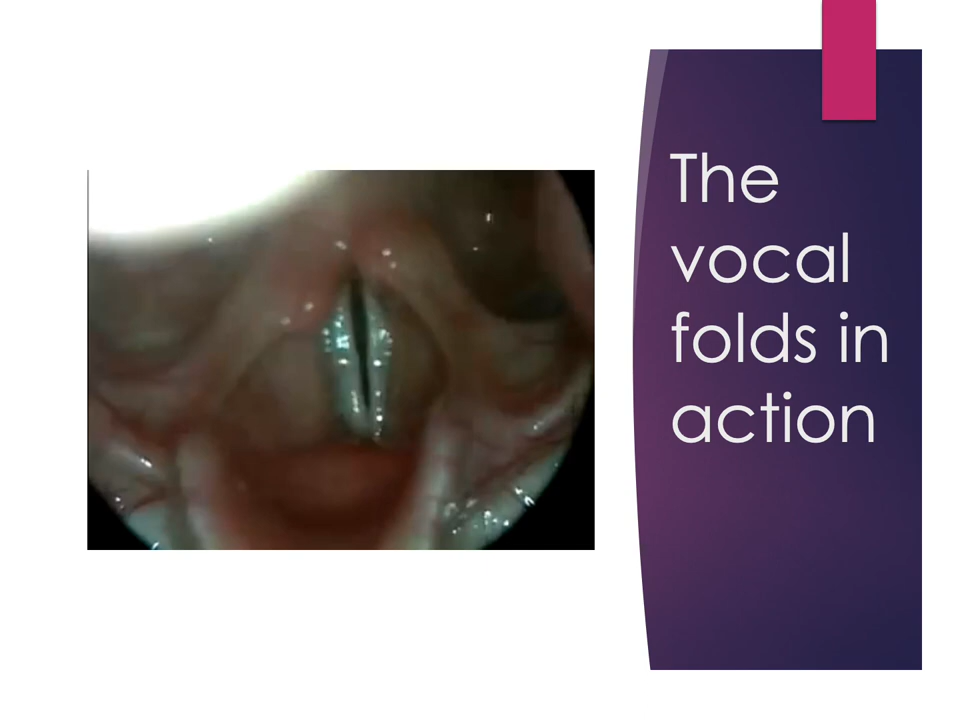 The
vocal
folds in
action